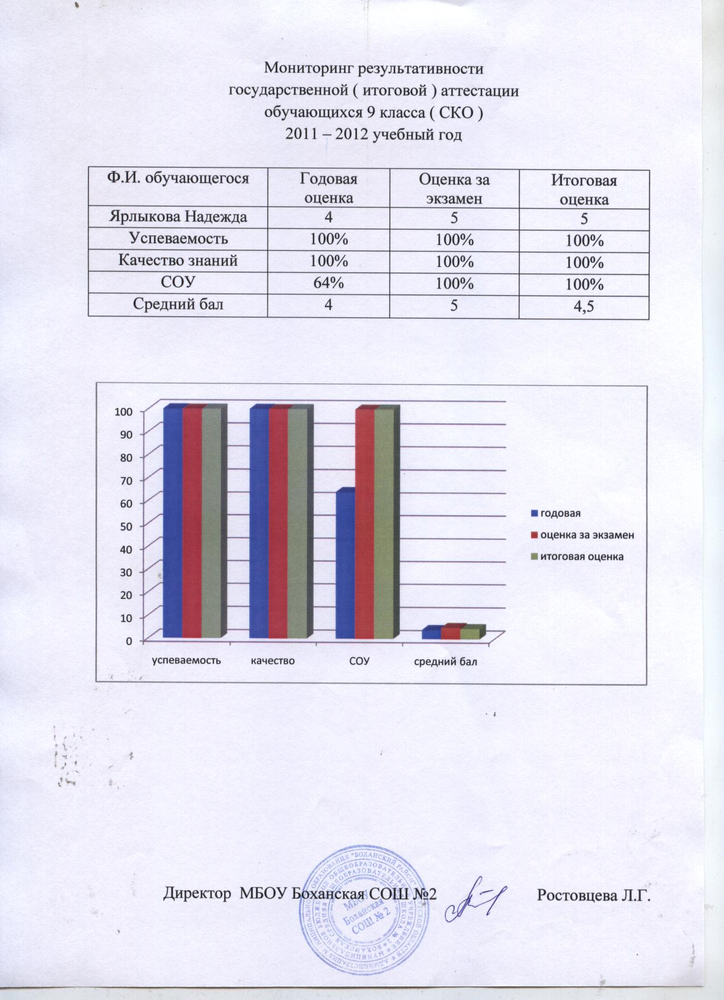 Мониторинг результативности
государственной ( итоговой ) аттестации
обучающихся 9 класса ( СКО )
2011 – 2012 учебный год
Ф.И. обучающегося Годовая оценка Оценка за экзамен Итоговая оценка
Ярлыкова Надежда 4 5 5
Успеваемость 100% 100% 100%
Качество знаний 100% 100% 100%
СОУ 64% 100% 100%
Средний бал 4 5 4,5
100
90
80
70
60
50
40
30
20
10
0
успеваемость качество СОУ средний бал
годовая
оценка за экзамен
итоговая оценка
Директор МБОУ Боханская СОШ №2 Ростовцева Л.Г.
МБОУ
Боханская
СОШ № 2